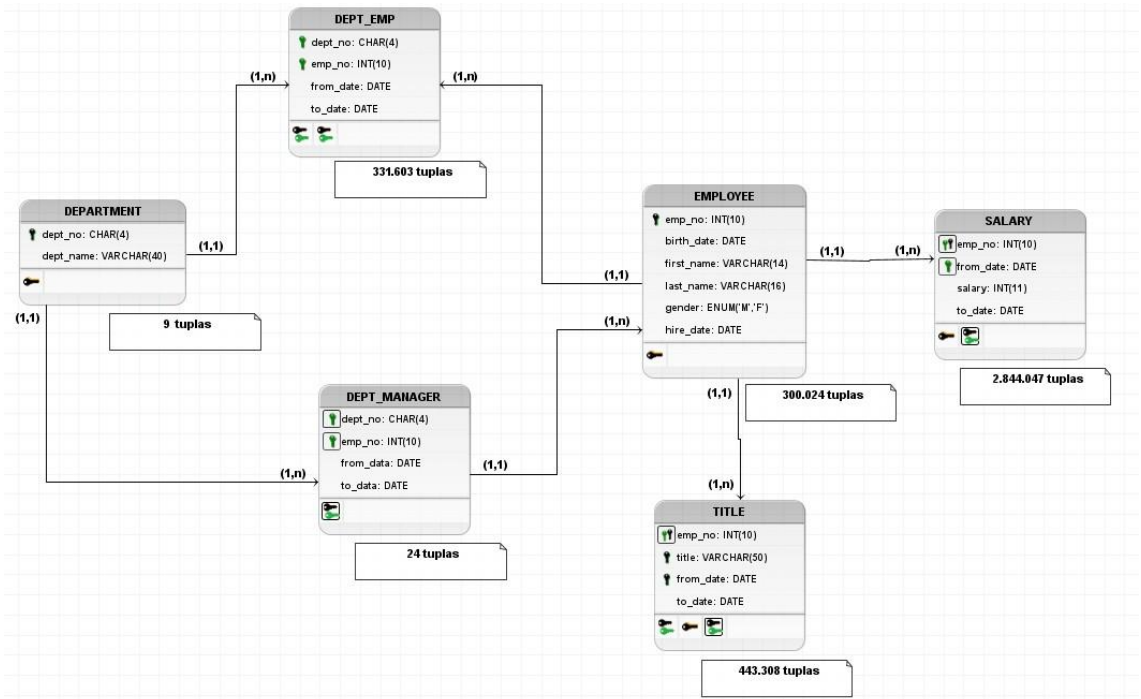 DEPT_EMP
dept_no: CHAR(4)
emp_no: INT(10)
from_date: DATE
to_date: DATE
(1,n)
(1,n)
331.603 tuplas
DEPARTMENT
dept_no: CHAR(4)
dept_name: VARCHAR(40)
(1,1)
(1,1)
9 tuplas
EMPLOYEE
emp_no: INT(10)
birth_date: DATE
first_name: VARCHAR(14)
last_name: VARCHAR(16)
gender: ENUM('M','F')
hire_date: DATE
(1,1)
(1,n)
(1,1)
(1,n)
(1,1)
300.024 tuplas
SALARY
emp_no: INT(10)
from_date: DATE
salary: INT(11)
to_date: DATE
2.844.047 tuplas
DEPT_MANAGER
dept_no: CHAR(4)
emp_no: INT(10)
from_data: DATE
to_data: DATE
(1,n)
(1,1)
24 tuplas
(1,n)
TITLE
emp_no: INT(10)
title: VARCHAR(50)
from_date: DATE
to_date: DATE
443.308 tuplas